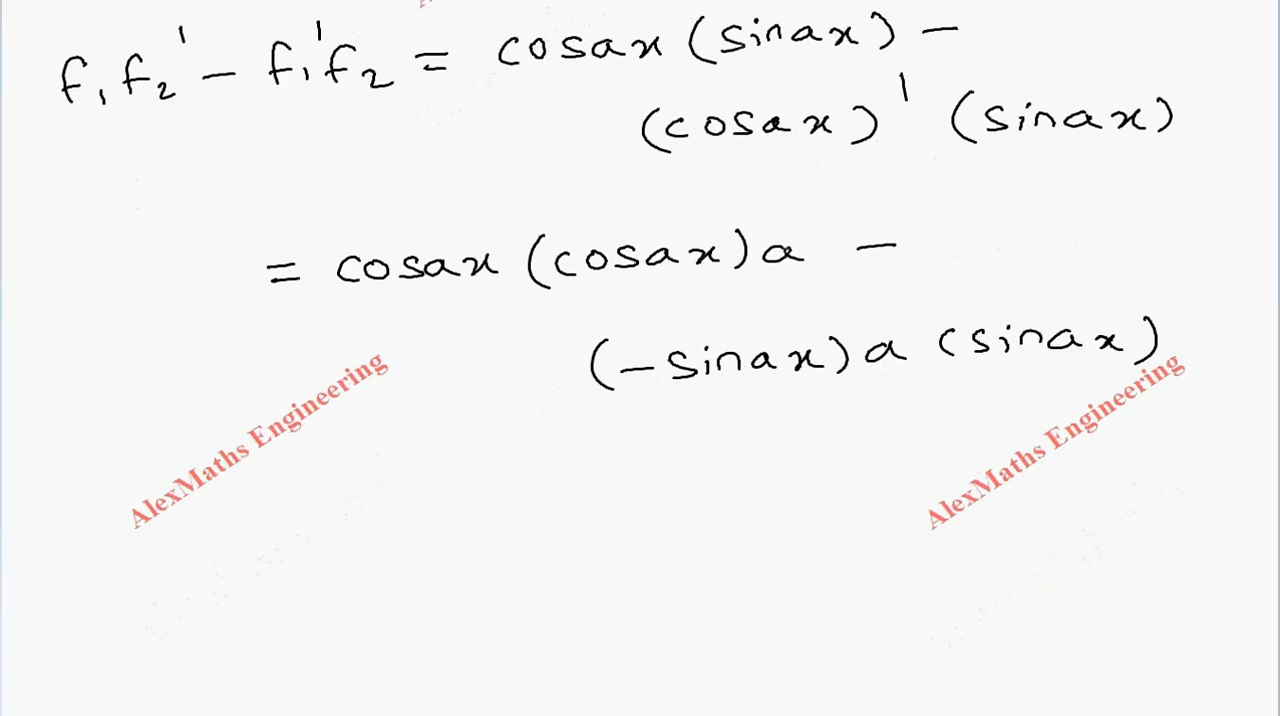 f₁f₂' - f₁'f₂ = cosax (sinax) -
(cosax)' (sinax)
= cosax (cosax)a -
(-sinax)a (sinax)
AlexMaths Engineering
AlexMaths Engineering